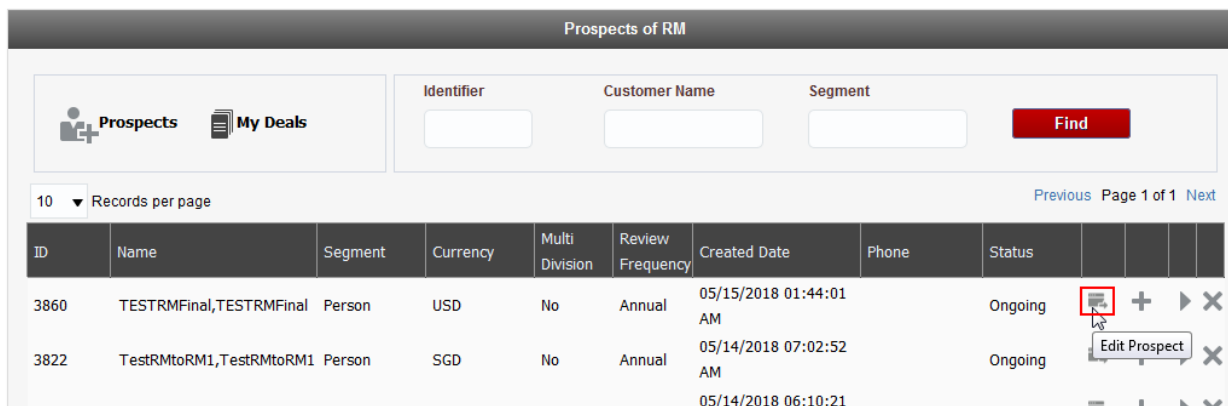 Prospects of RM
Identifier Customer Name Segment
Prospects My Deals
Find
10 Records per page
Previous Page 1 of 1 Next
ID Name Segment Currency Multi Division Review Frequency Created Date Phone Status
3860 TESTRMFinal,TESTRMFinal Person USD No Annual 05/15/2018 01:44:01 AM Ongoing
Edit Prospect
3822 TestRMtoRM1,TestRMtoRM1 Person SGD No Annual 05/14/2018 07:02:52 AM Ongoing
05/14/2018 06:10:21